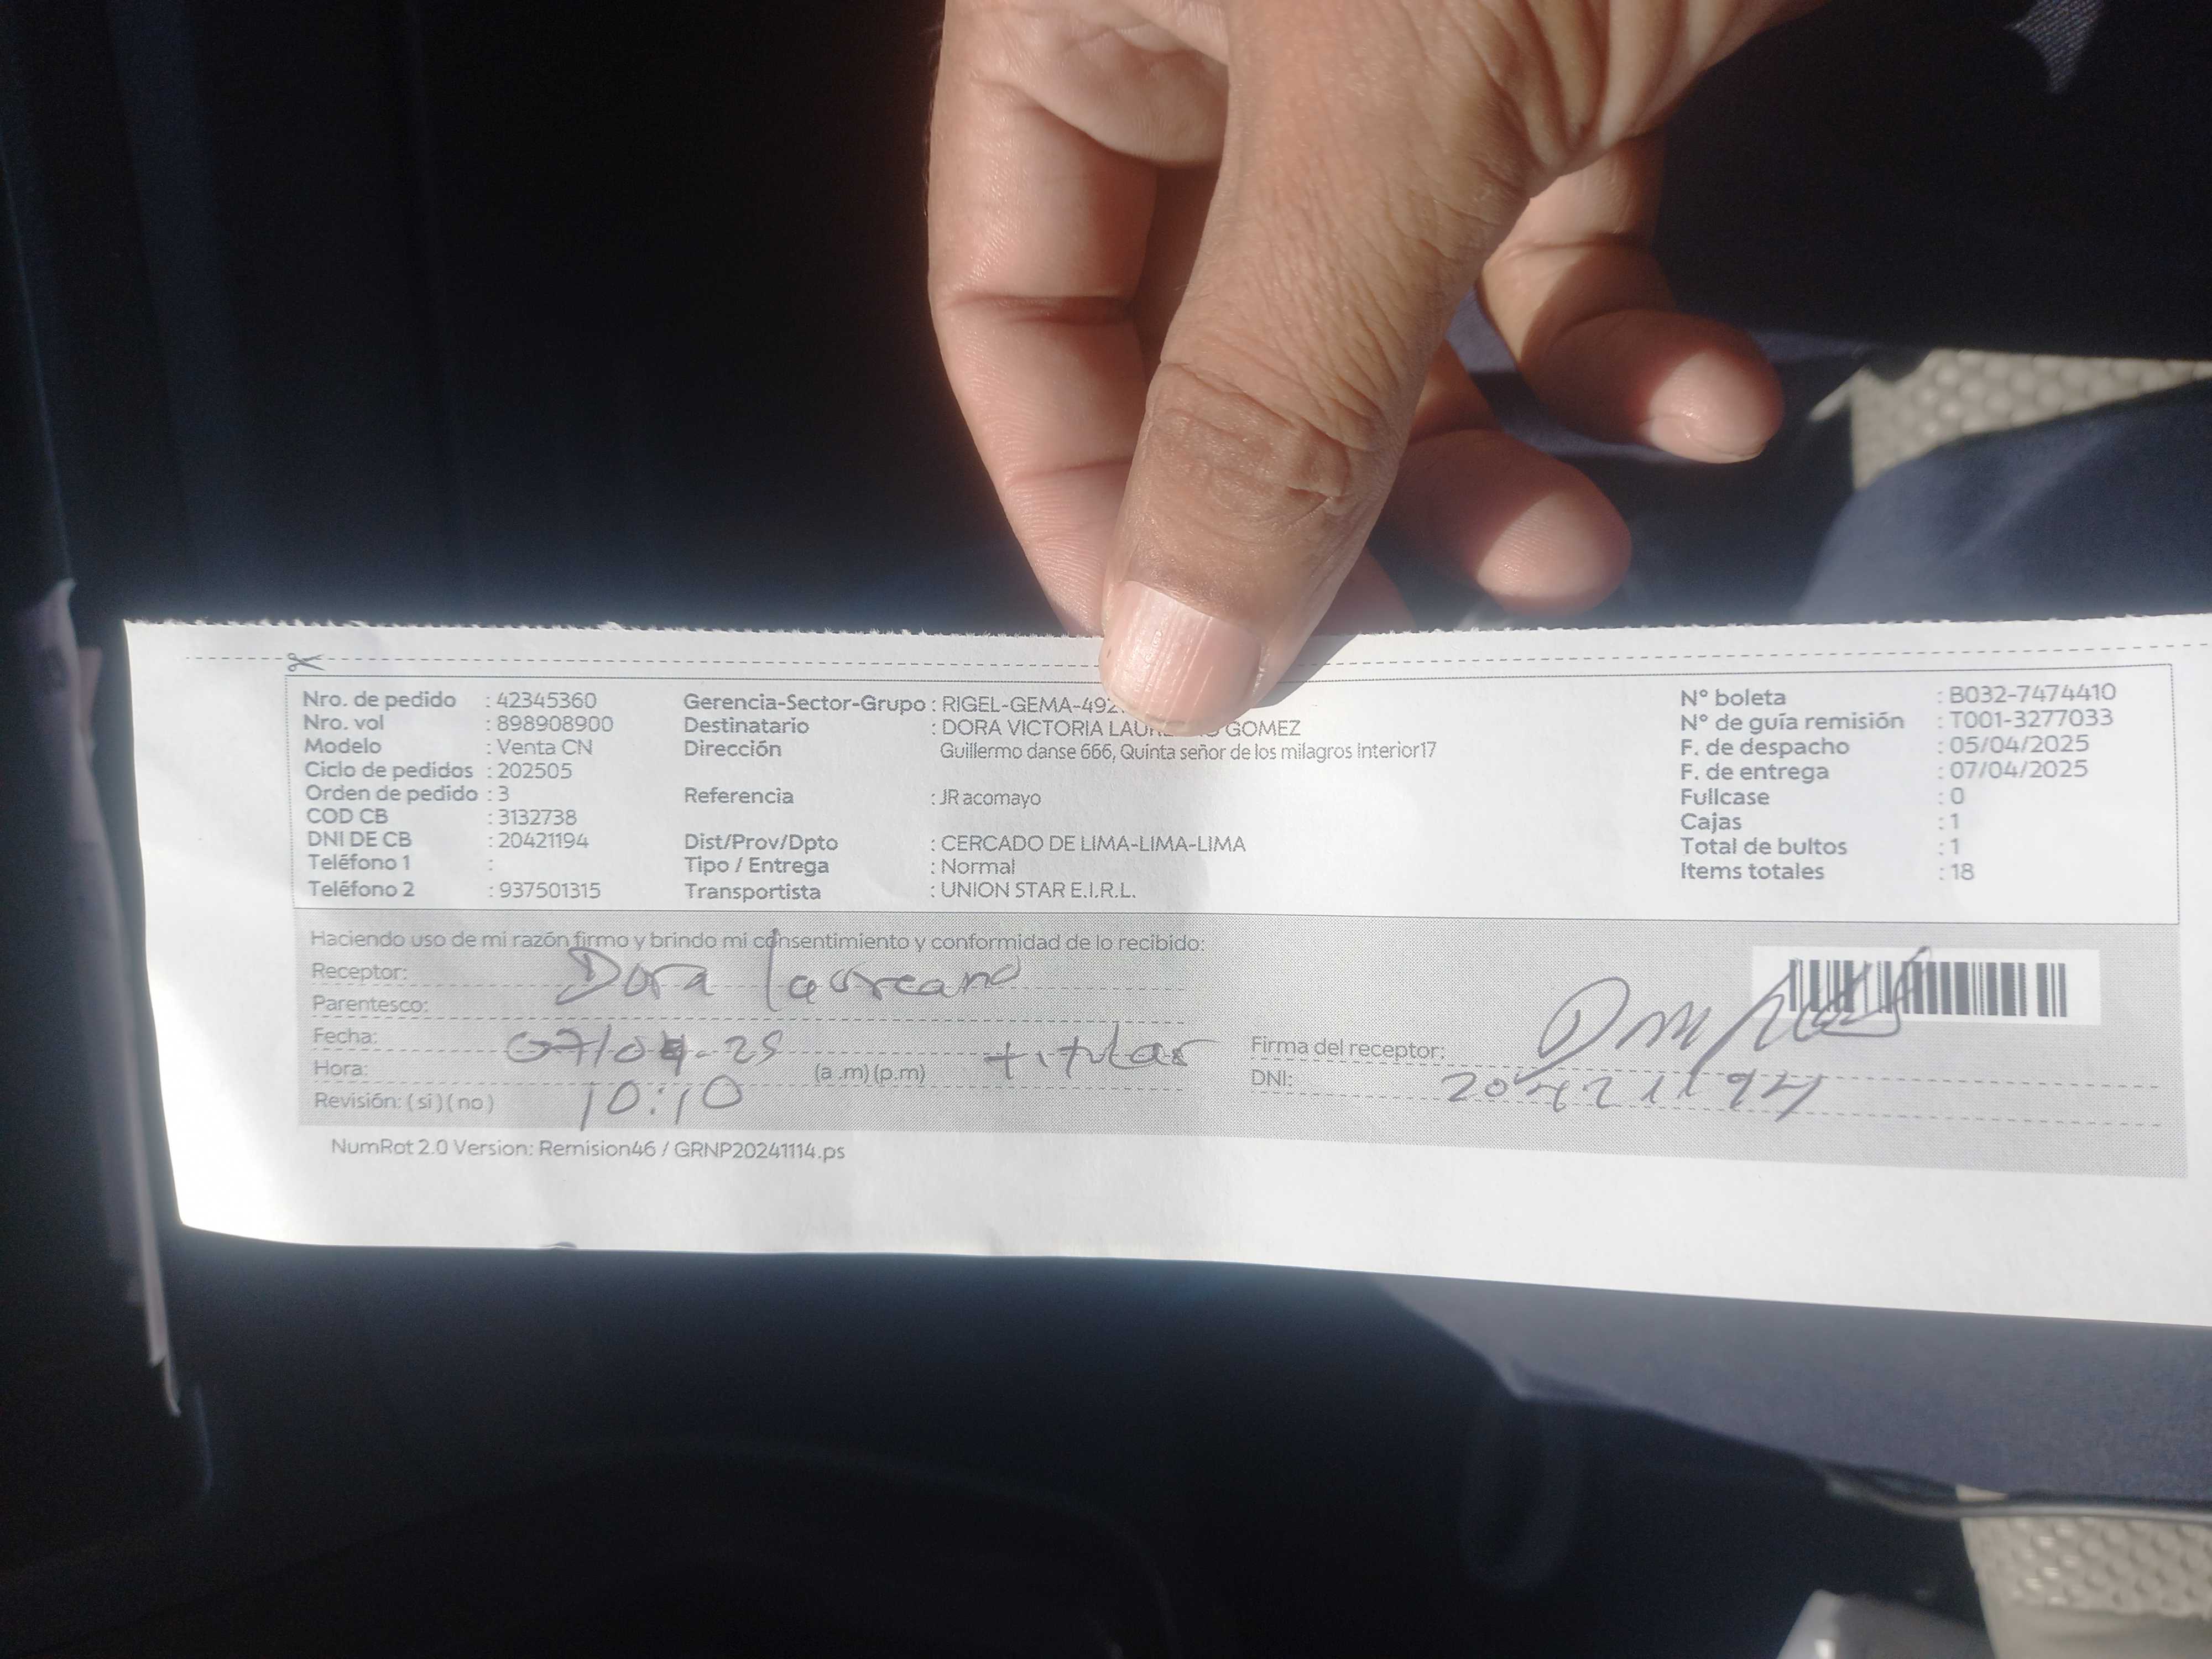 Nro. de pedido : 42345360
Nro. vol : 898908900
Modelo : Venta CN
Ciclo de pedidos : 202505
Orden de pedido : 3
COD CB : 3132738
DNI DE CB : 20421194
Teléfono 1 :
Teléfono 2 : 937501315
Gerencia-Sector-Grupo : RIGEL-GEMA-492
Destinatario : DORA VICTORIA GOMEZ
Dirección Guillermo danse 666, Quinta señor de los milagros interior17
Referencia : JR acomayo
Dist/Prov/Dpto : CERCADO DE LIMA-LIMA-LIMA
Tipo / Entrega : Normal
Transportista : UNION STAR E.I.R.L.
N° boleta : B032-7474410
N° de guía remisión : T001-3277033
F. de despacho : 05/04/2025
F. de entrega : 07/04/2025
Fullcase : 0
Cajas : 1
Total de bultos : 1
Items totales : 18
Haciendo uso de mi razón firmo y brindo mi consentimiento y conformidad de lo recibido:
Receptor: Dora Laureano
Parentesco: titular
Fecha: 07/04-25
Hora: 10:10 (a .m) (p.m)
Revisión: ( si ) ( no )
Firma del receptor:
DNI: 20421194
NumRot 2.0 Version: Remision46 / GRNP20241114.ps